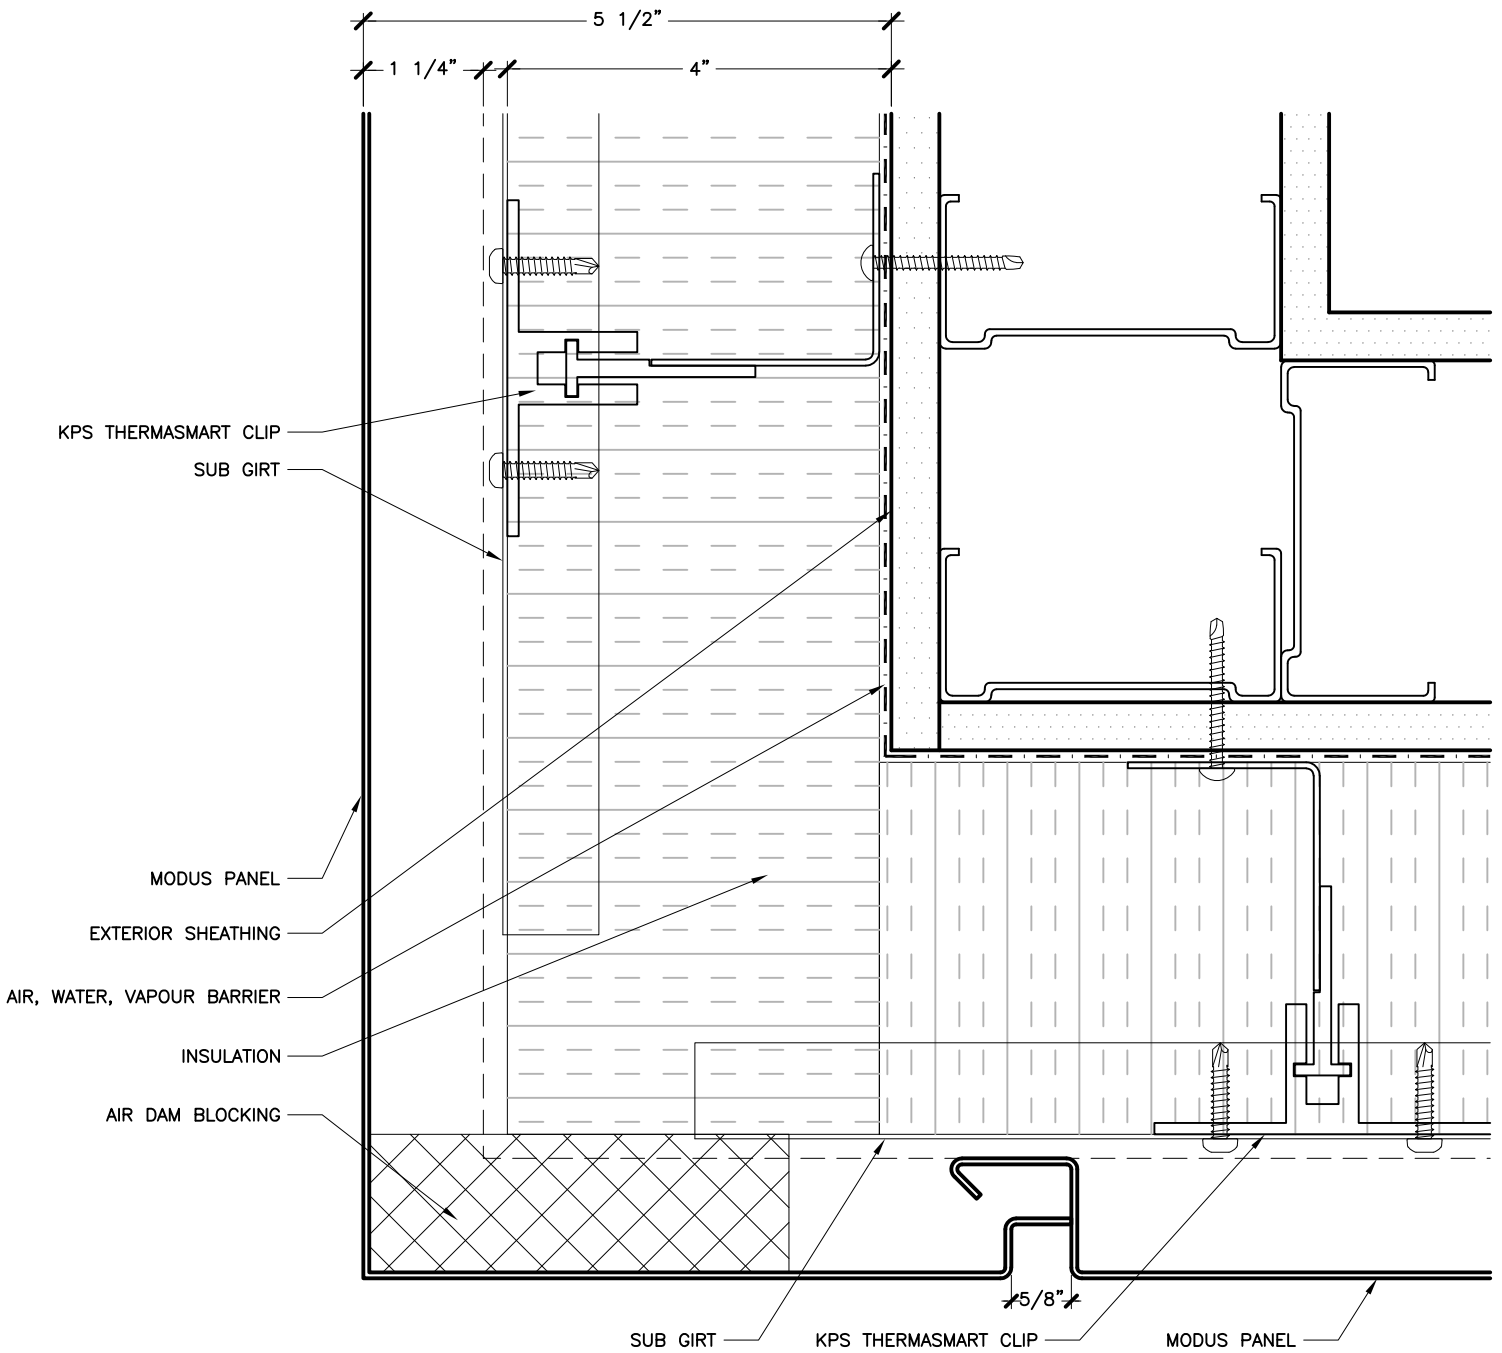 5 1/2"
1 1/4"
4"
KPS THERMASMART CLIP
SUB GIRT
MODUS PANEL
EXTERIOR SHEATHING
AIR, WATER, VAPOUR BARRIER
INSULATION
AIR DAM BLOCKING
5/8"
SUB GIRT
KPS THERMASMART CLIP
MODUS PANEL